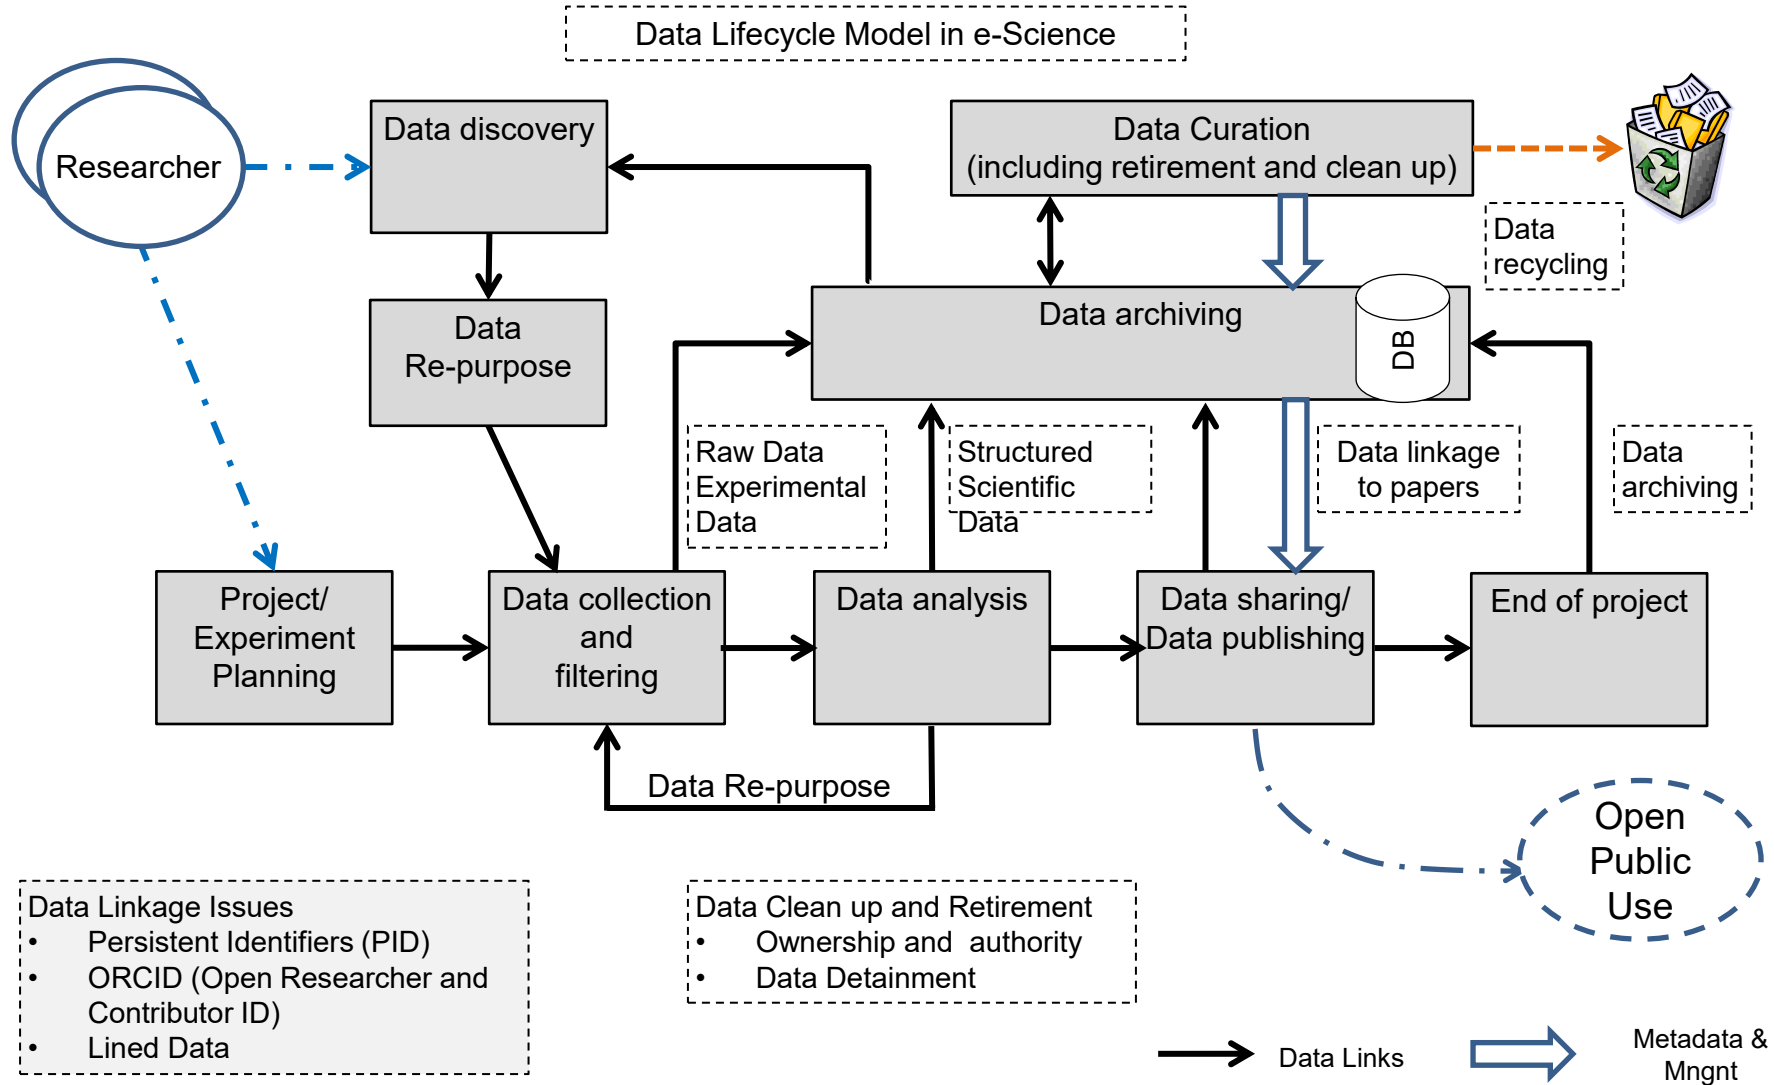 Data Lifecycle Model in e-Science
Researcher
Data discovery
Data Curation
(including retirement and clean up)
Data
recycling
Data
Re-purpose
Data archiving
DB
Raw Data
Experimental
Data
Structured
Scientific
Data
Data linkage
to papers
Data
archiving
Project/
Experiment
Planning
Data collection
and
filtering
Data analysis
Data sharing/
Data publishing
End of project
Data Re-purpose
Open
Public
Use
Data Linkage Issues
• Persistent Identifiers (PID)
• ORCID (Open Researcher and
Contributor ID)
• Lined Data
Data Clean up and Retirement
• Ownership and authority
• Data Detainment
Data Links
Metadata &
Mngnt